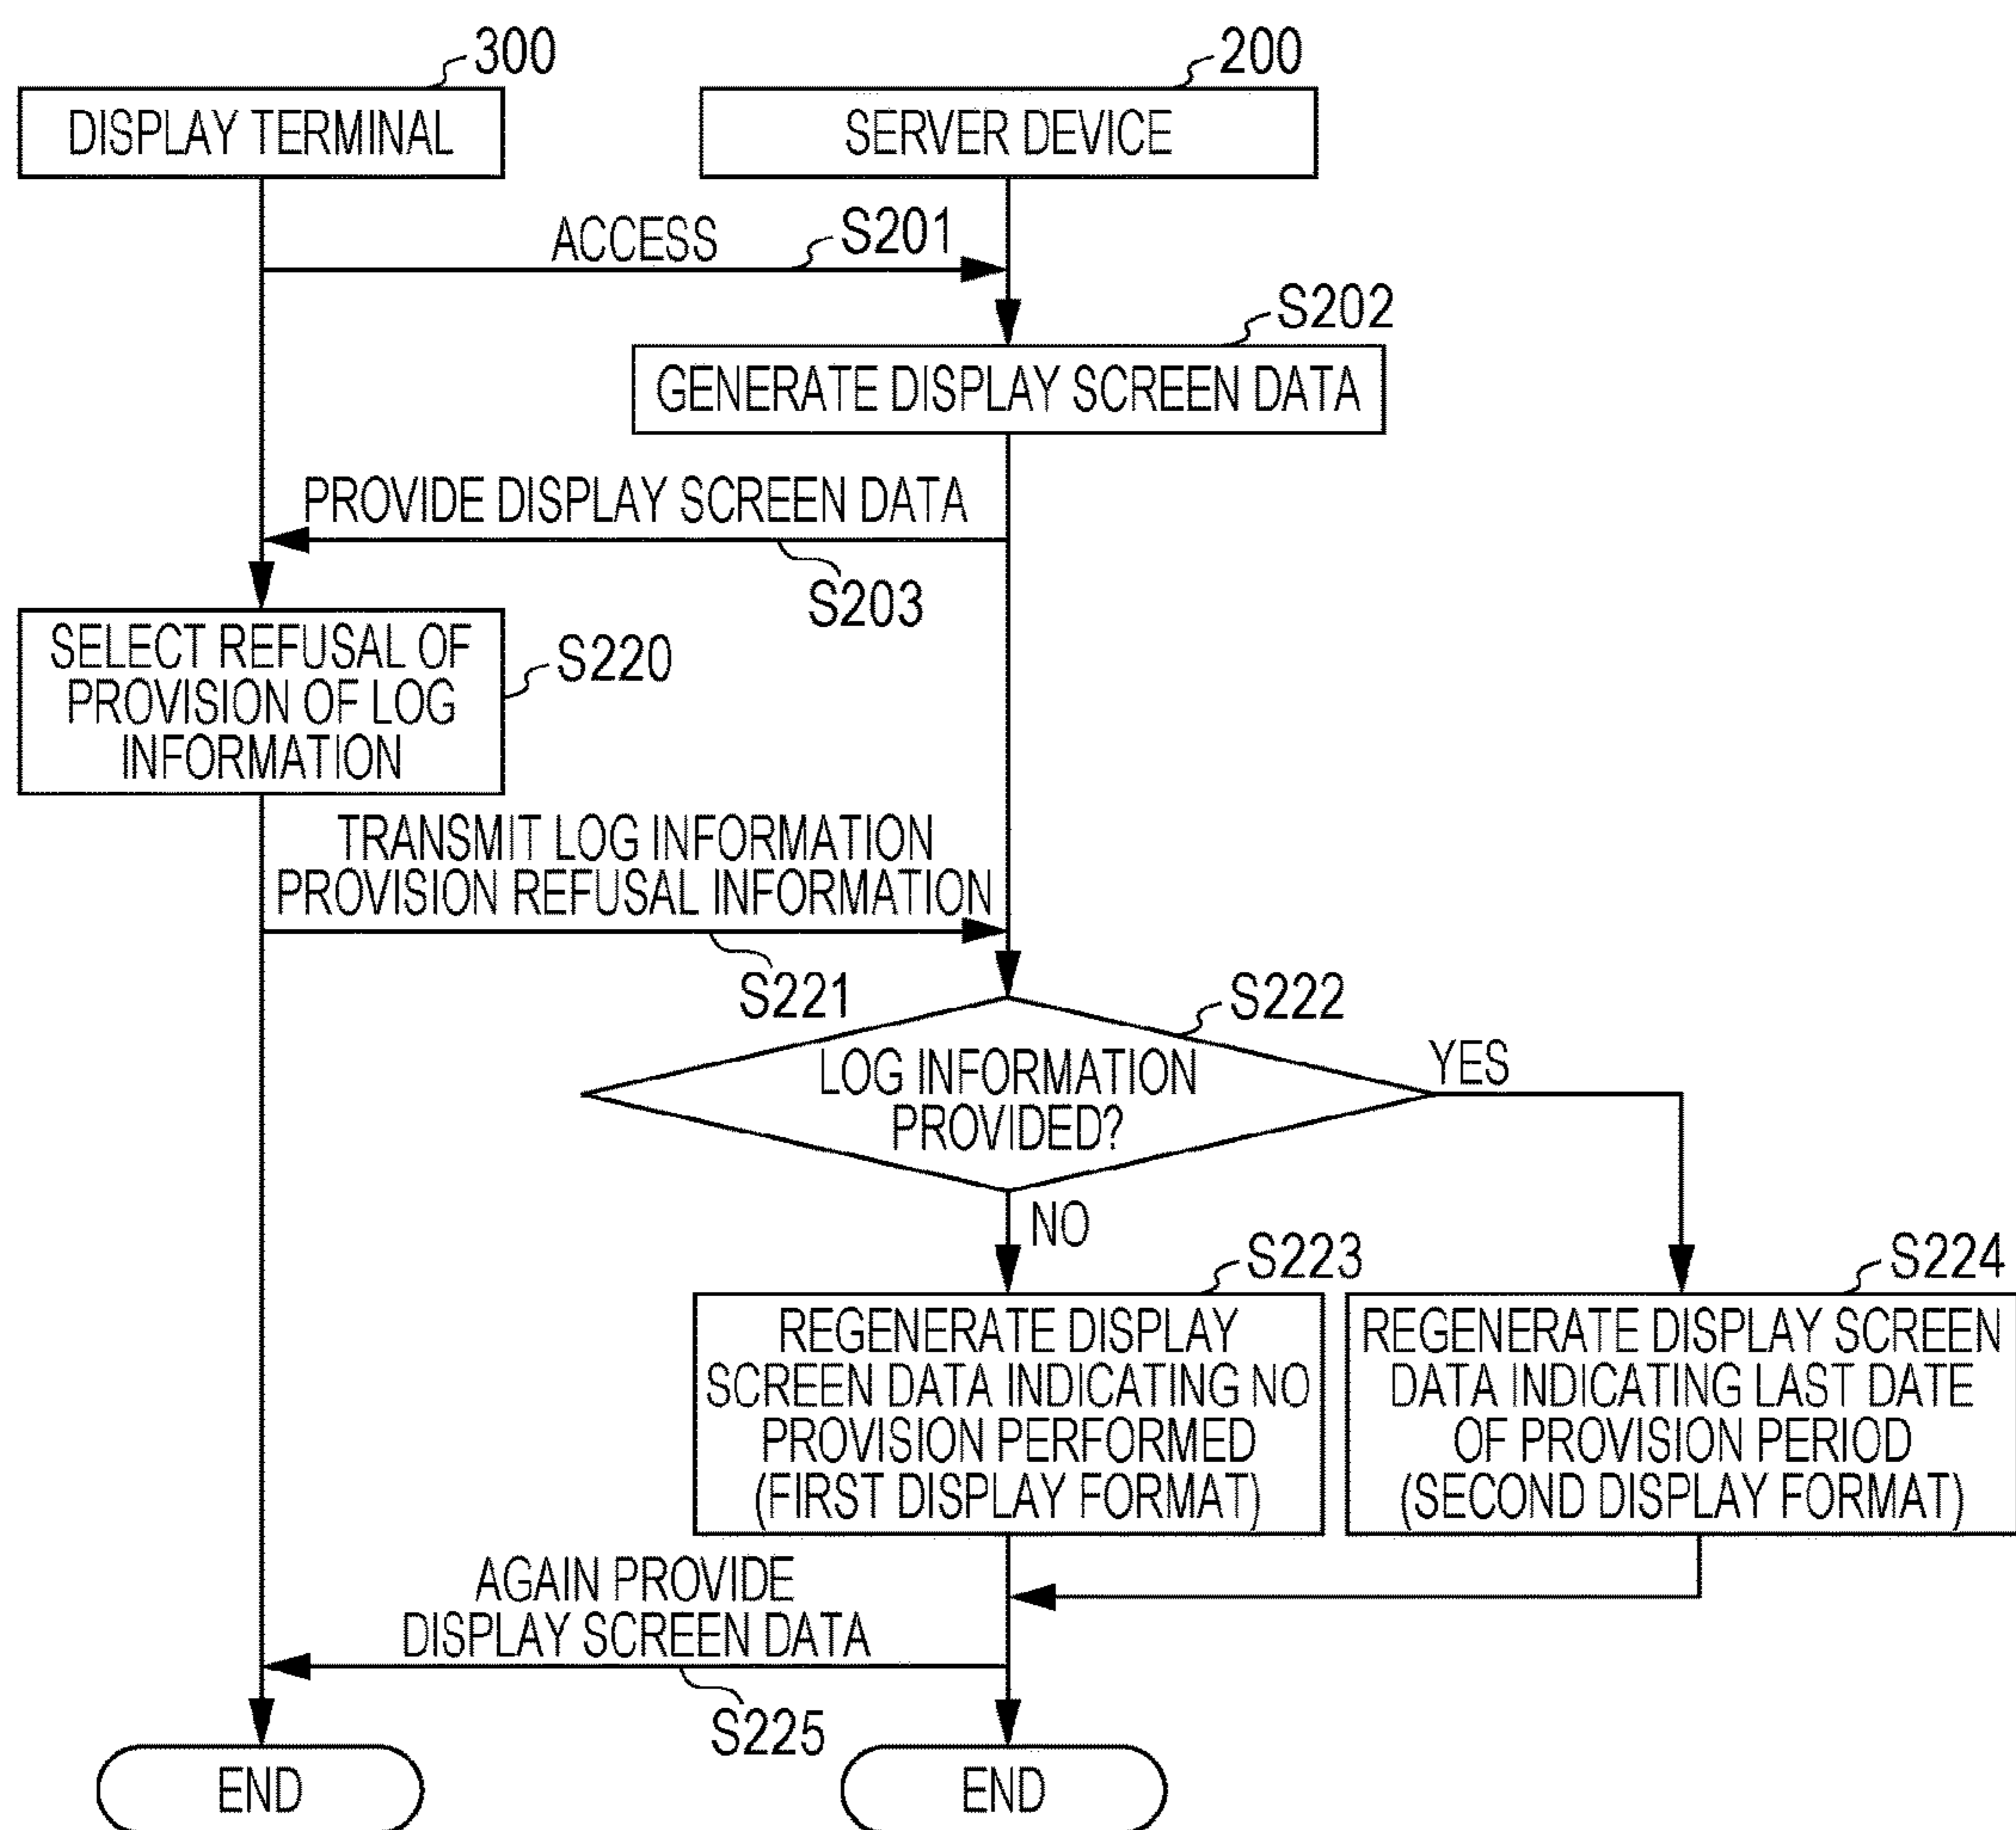 300
200
DISPLAY TERMINAL
SERVER DEVICE
ACCESS
S201
S202
GENERATE DISPLAY SCREEN DATA
PROVIDE DISPLAY SCREEN DATA
S203
SELECT REFUSAL OF
PROVISION OF LOG
INFORMATION
S220
TRANSMIT LOG INFORMATION
PROVISION REFUSAL INFORMATION
S221
S222
LOG INFORMATION
PROVIDED?
YES
NO
S223
REGENERATE DISPLAY
SCREEN DATA INDICATING NO
PROVISION PERFORMED
(FIRST DISPLAY FORMAT)
S224
REGENERATE DISPLAY SCREEN
DATA INDICATING LAST DATE
OF PROVISION PERIOD
(SECOND DISPLAY FORMAT)
AGAIN PROVIDE
DISPLAY SCREEN DATA
S225
END
END